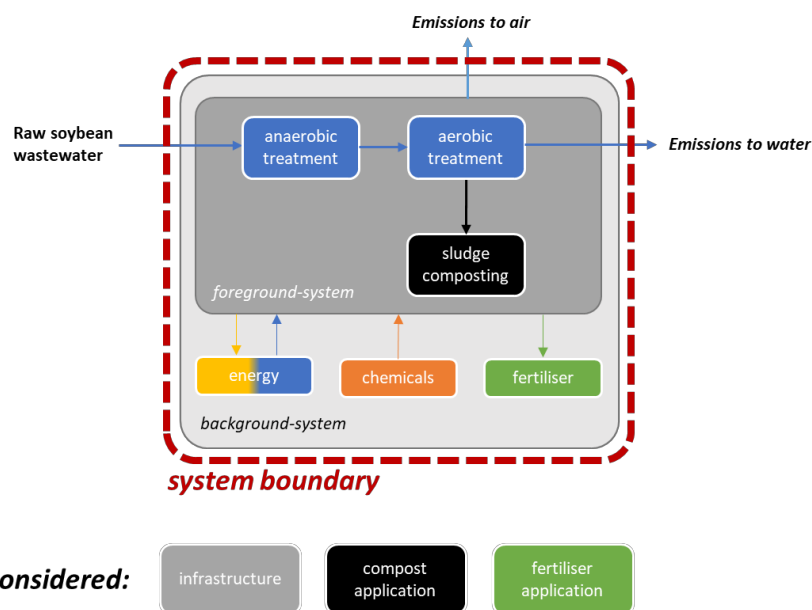 Emissions to air
Raw soybean
wastewater
anaerobic
treatment
aerobic
treatment
Emissions to water
sludge
composting
foreground-system
energy
chemicals
fertiliser
background-system
system boundary
onsidered:
infrastructure
compost
application
fertiliser
application